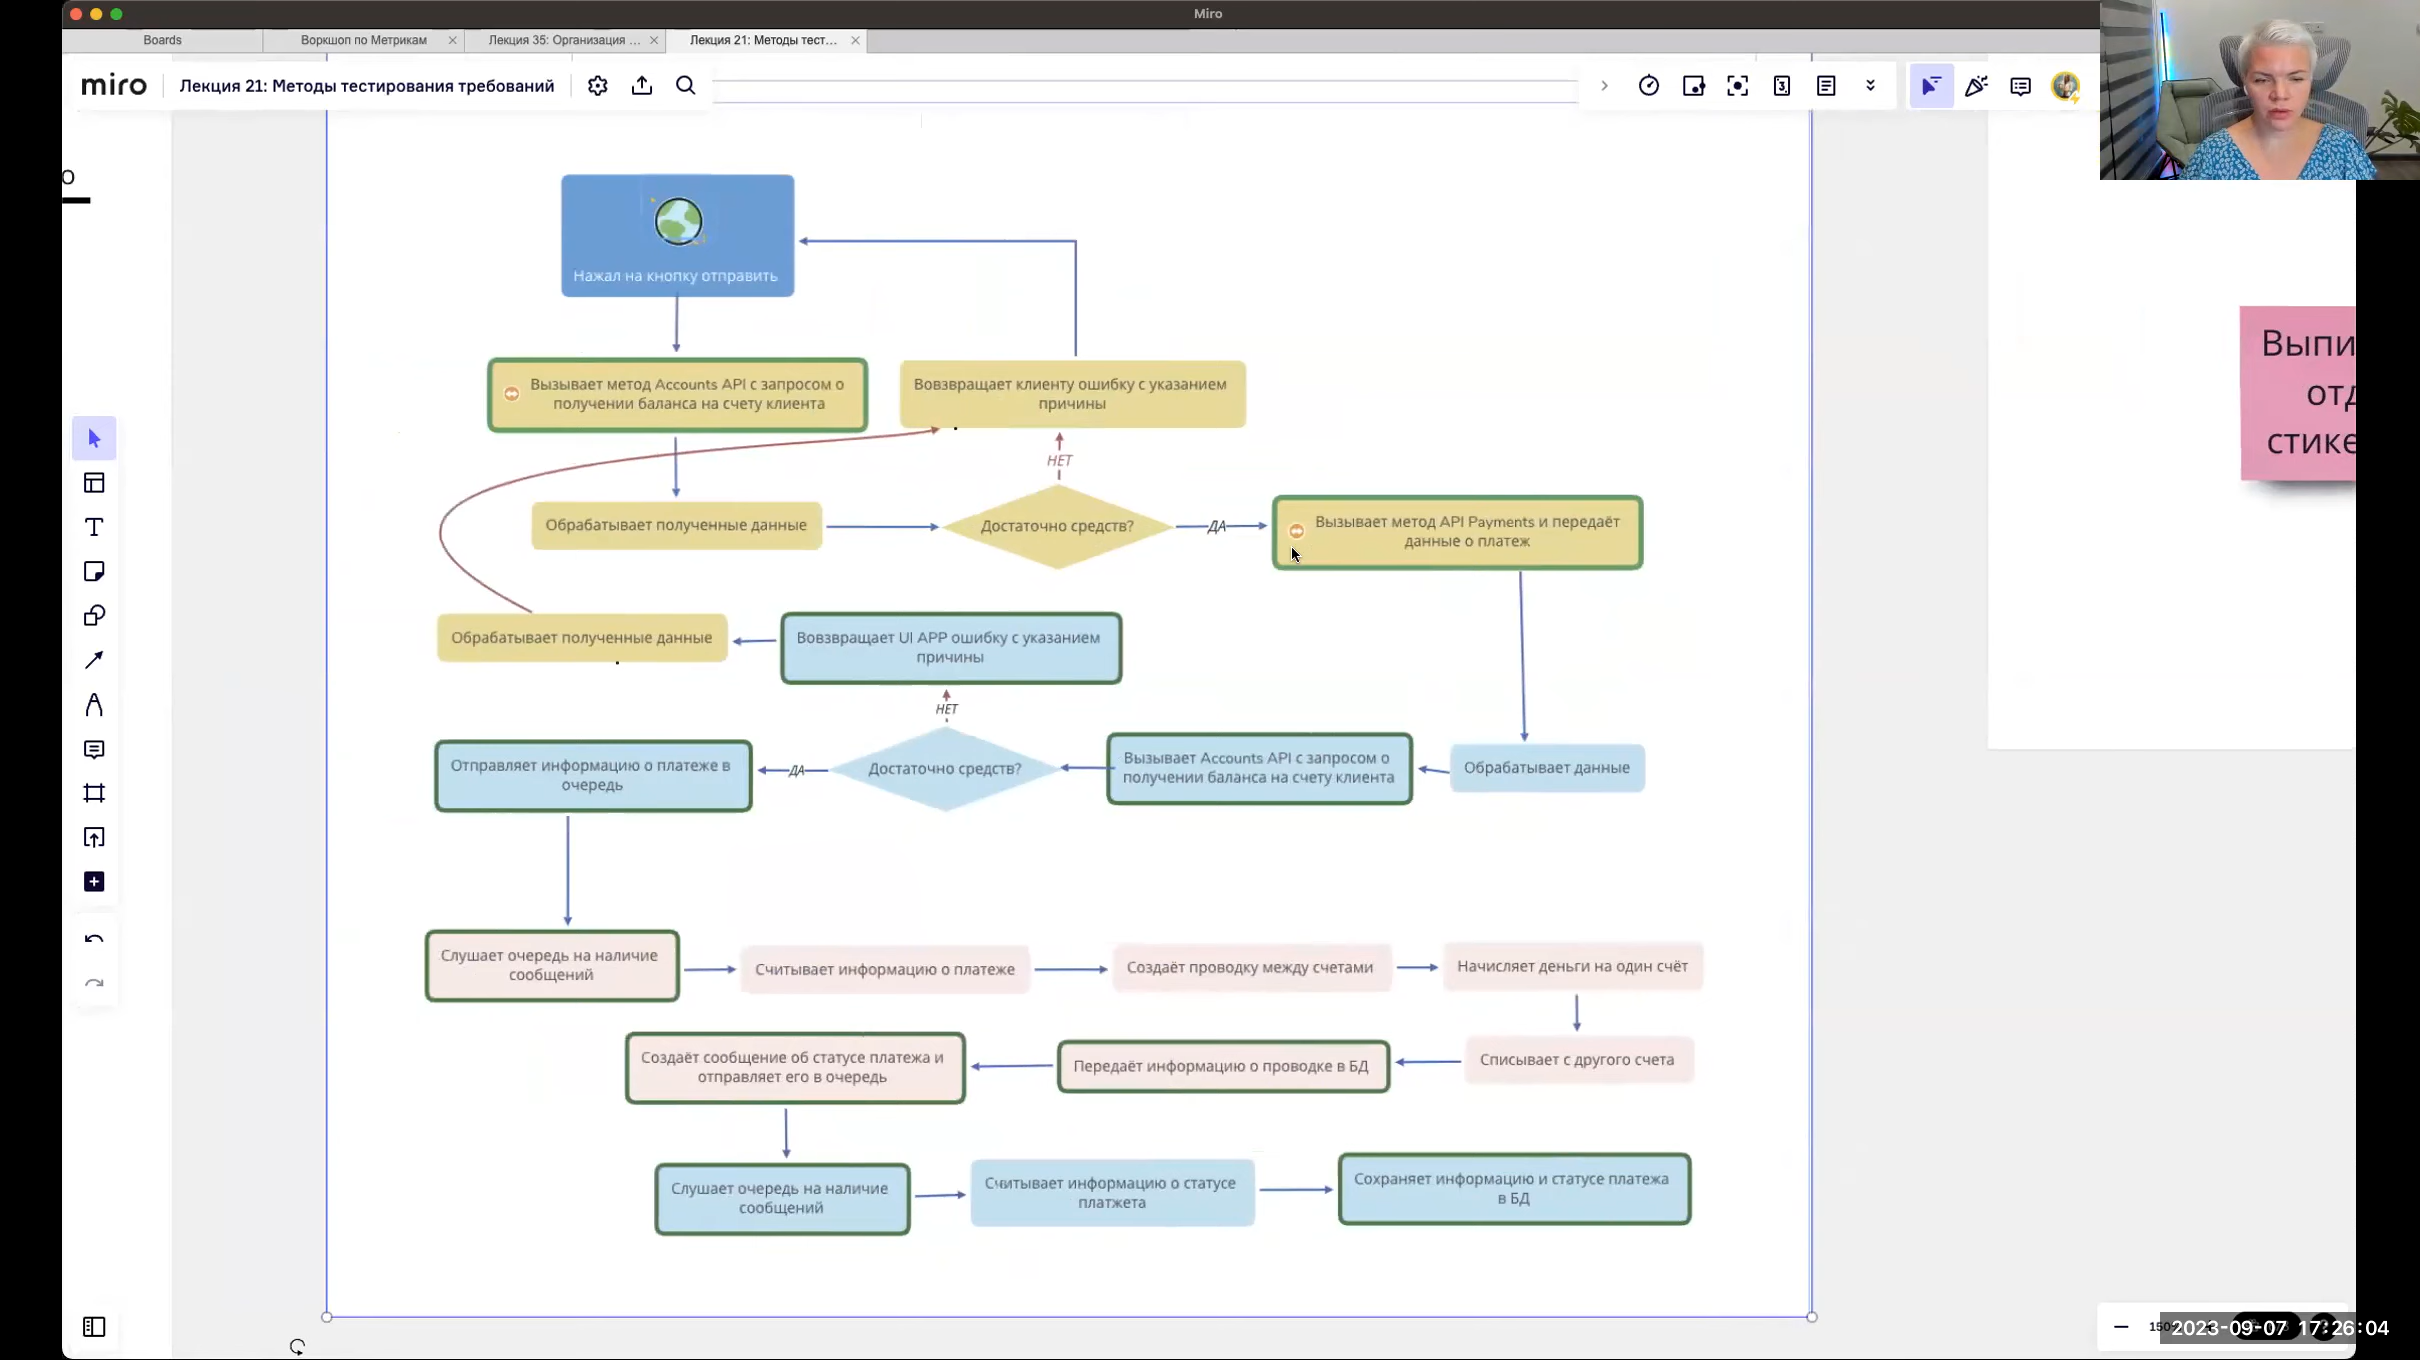 Miro
Boards
Воркшоп по Метрикам
Лекция 35: Организация ...
Лекция 21: Методы тест...
miro
Лекция 21: Методы тестирования требований
Нажал на кнопку отправить
Вызывает метод Accounts API с запросом о
получении баланса на счету клиента
Вовзвращает клиенту ошибку с указанием
причины
НЕТ
Обрабатывает полученные данные
Достаточно средств?
ДА
Вызывает метод API Payments и передаёт
данные о платеж
Обрабатывает полученные данные
Вовзвращает UI APP ошибку с указанием
причины
НЕТ
Отправляет информацию о платеже в
очередь
ДА
Достаточно средств?
Вызывает Accounts API с запросом о
получении баланса на счету клиента
Обрабатывает данные
Слушает очередь на наличие
сообщений
Считывает информацию о платеже
Создаёт проводку между счетами
Начисляет деньги на один счёт
Создаёт сообщение об статусе платежа и
отправляет его в очередь
Передаёт информацию о проводке в БД
Списывает с другого счета
Слушает очередь на наличие
сообщений
Считывает информацию о статусе
платжета
Сохраняет информацию и статусе платежа
в БД
Выпи
отд
стике
2023-09-07 17:26:04